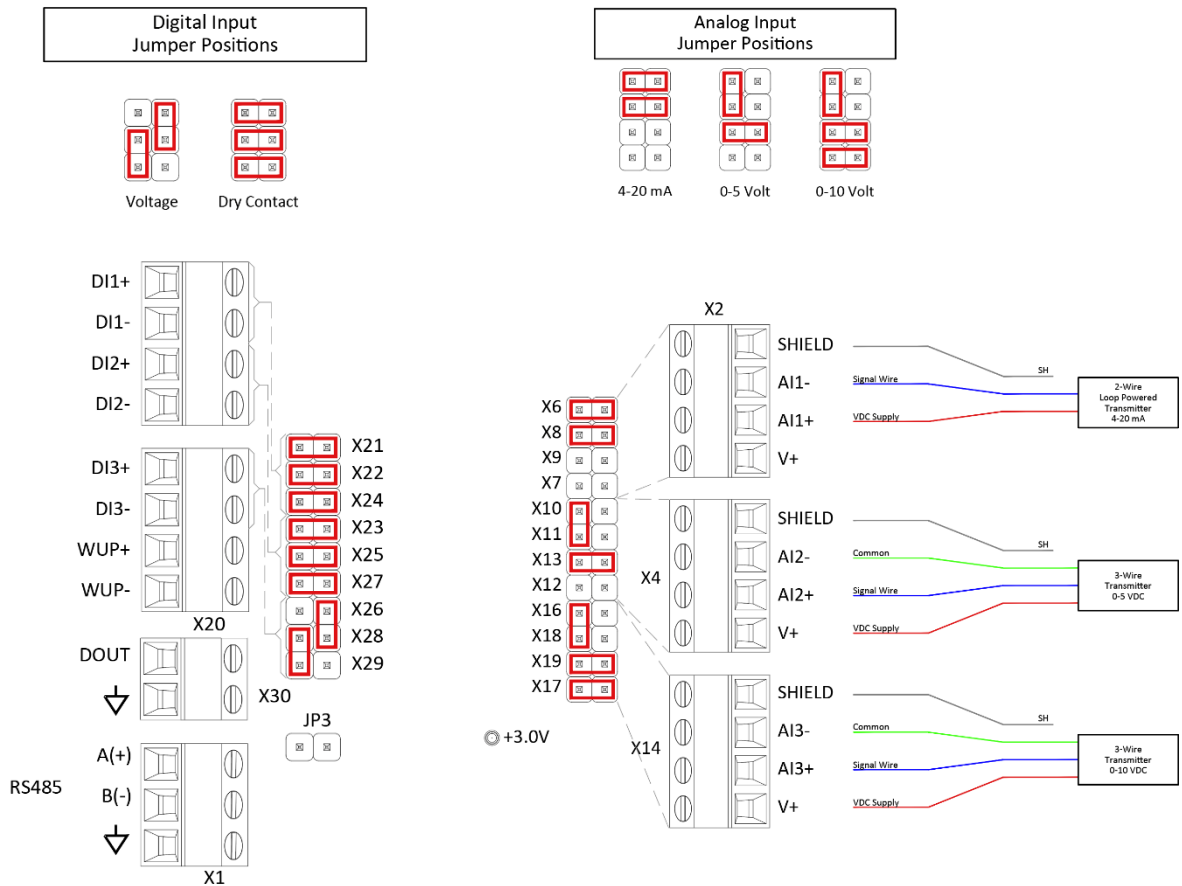 Digital Input
Jumper Positions
Analog Input
Jumper Positions
Voltage
Dry Contact
4-20 mA
0-5 Volt
0-10 Volt
DI1+
DI1-
DI2+
DI2-
DI3+
DI3-
WUP+
WUP-
X20
DOUT
X30
RS485
A(+)
B(-)
X1
X21
X22
X24
X23
X25
X27
X26
X28
X29
JP3
+3.0V
X6
X8
X9
X7
X10
X11
X13
X12
X16
X18
X19
X17
X2
SHIELD
AI1-
AI1+
V+
Signal Wire
VDC Supply
SH
2-Wire
Loop Powered
Transmitter
4-20 mA
X4
SHIELD
AI2-
AI2+
V+
Common
Signal Wire
VDC Supply
SH
3-Wire
Transmitter
0-5 VDC
X14
SHIELD
AI3-
AI3+
V+
Common
Signal Wire
VDC Supply
SH
3-Wire
Transmitter
0-10 VDC